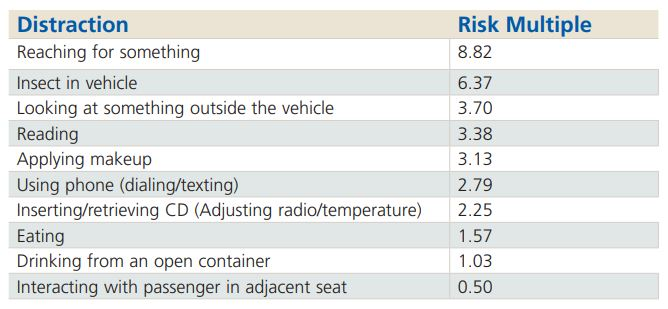 Distraction Risk Multiple
Reaching for something 8.82
Insect in vehicle 6.37
Looking at something outside the vehicle 3.70
Reading 3.38
Applying makeup 3.13
Using phone (dialing/texting) 2.79
Inserting/retrieving CD (Adjusting radio/temperature) 2.25
Eating 1.57
Drinking from an open container 1.03
Interacting with passenger in adjacent seat 0.50